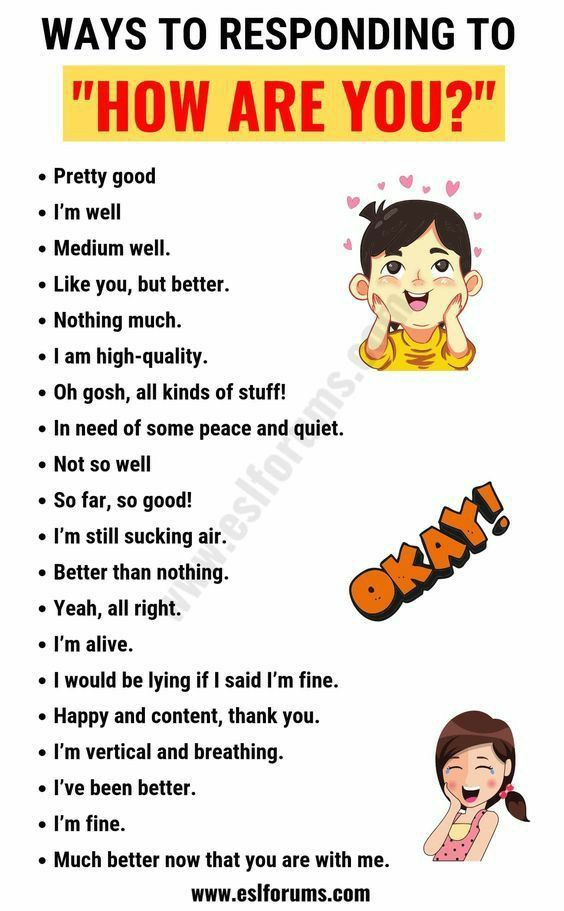 WAYS TO RESPONDING TO
"HOW ARE YOU?"
• Pretty good
• I'm well
• Medium well.
• Like you, but better.
• Nothing much.
• I am high-quality.
• Oh gosh, all kinds of stuff!
• In need of some peace and quiet.
• Not so well
• So far, so good!
• I'm still sucking air.
• Better than nothing.
• Yeah, all right.
• I'm alive.
• I would be lying if I said I'm fine.
• Happy and content, thank you.
• I'm vertical and breathing.
• I've been better.
• I'm fine.
• Much better now that you are with me.
OKAY!
www.eslforums.com
www.eslforums.com